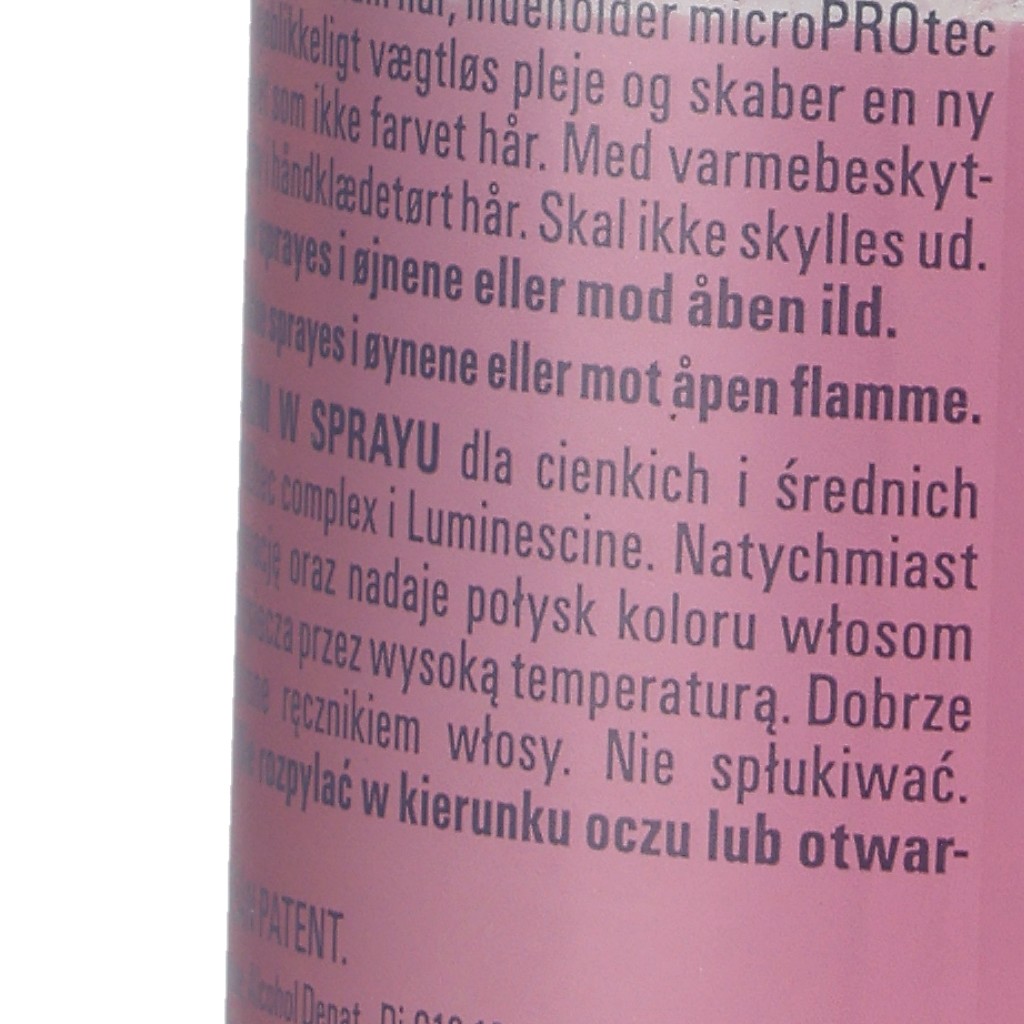 indeholder microPROtec
vægtløs pleje og skaber en ny
som ikke farvet hår. Med varmebeskyt-
håndklædetørt hår. Skal ikke skylles ud.
sprayes i øjnene eller mod åben ild.
sprayes i øynene eller mot åpen flamme.
W SPRAYU dla cienkich i średnich
complex i Luminescine. Natychmiast
oraz nadaje połysk koloru włosom
przez wysoką temperaturą. Dobrze
ręcznikiem włosy. Nie spłukiwać.
rozpylać w kierunku oczu lub otwar-
PATENT.
Alcohol Denat.